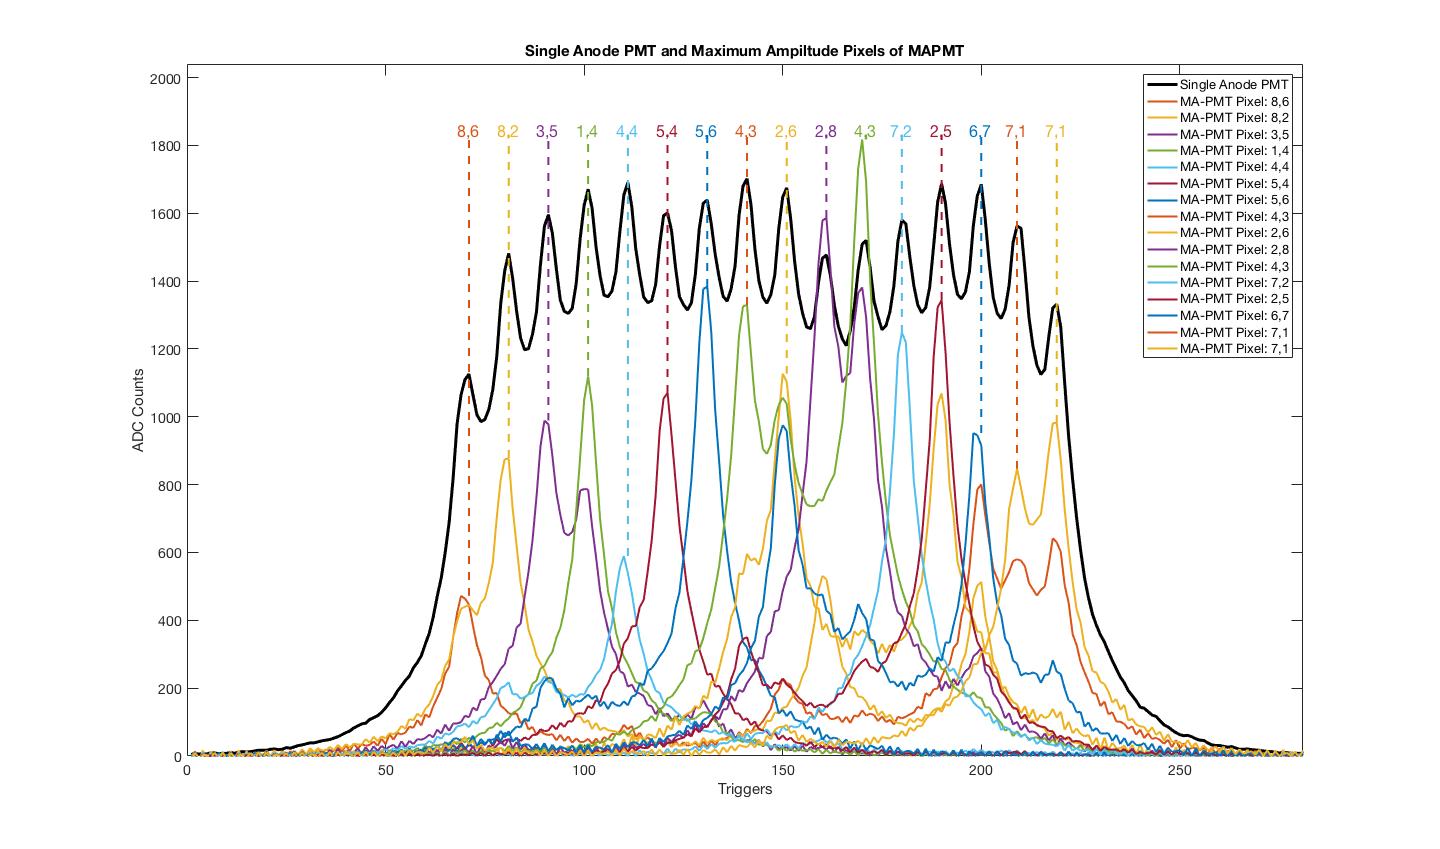 Single Anode PMT and Maximum Ampiltude Pixels of MAPMT
2000
1800
1600
1400
1200
1000
800
600
400
200
0
ADC Counts
8,6 8,2 3,5 1,4 4,4 5,4 5,6 4,3 2,6 2,8 4,3 7,2 2,5 6,7 7,1 7,1
Single Anode PMT
MA-PMT Pixel: 8,6
MA-PMT Pixel: 8,2
MA-PMT Pixel: 3,5
MA-PMT Pixel: 1,4
MA-PMT Pixel: 4,4
MA-PMT Pixel: 5,4
MA-PMT Pixel: 5,6
MA-PMT Pixel: 4,3
MA-PMT Pixel: 2,6
MA-PMT Pixel: 2,8
MA-PMT Pixel: 4,3
MA-PMT Pixel: 7,2
MA-PMT Pixel: 2,5
MA-PMT Pixel: 6,7
MA-PMT Pixel: 7,1
MA-PMT Pixel: 7,1
0 50 100 150 200 250
Triggers